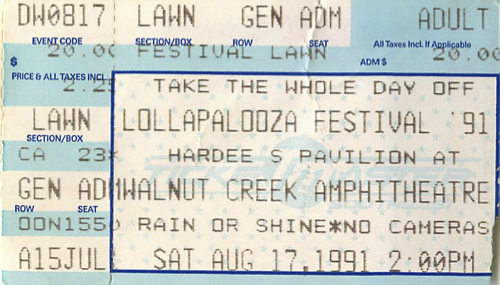 DW0817 LAWN GEN ADM ADULT
EVENT CODE SECTION/BOX ROW SEAT All Taxes Incl. If Applicable
$ 20.00 FESTIVAL LAWN ADM $ 20.00
PRICE & ALL TAXES INCL.
2.25 TAKE THE WHOLE DAY OFF
LAWN LOLLAPALOOZA FESTIVAL '91
SECTION/BOX
CA 23* HARDEE S PAVILION AT
GEN ADM WALNUT CREEK AMPHITHEATRE
ROW SEAT
OON1550 RAIN OR SHINE*NO CAMERAS
A15JUL SAT AUG 17,1991 2:00PM
TICKETMASTER